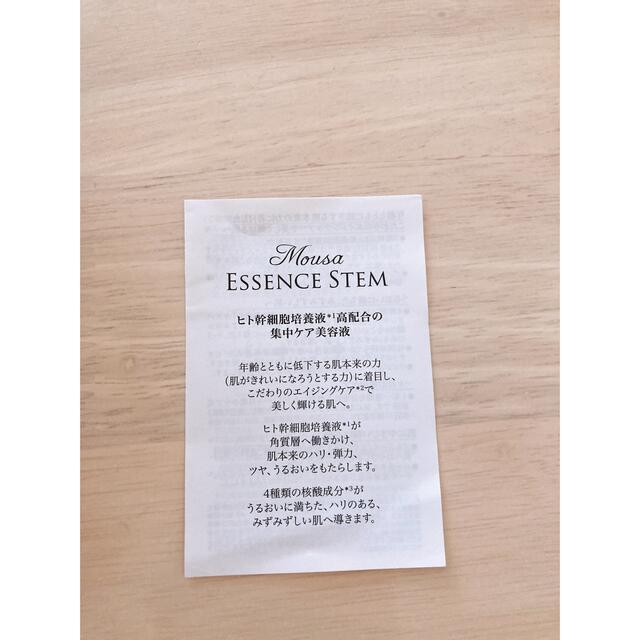 Mousa
ESSENCE STEM
ヒト幹細胞培養液*1高配合の
集中ケア美容液
年齢とともに低下する肌本来の力
(肌がきれいになろうとする力)に着目し、
こだわりのエイジングケア*2で
美しく輝ける肌へ。
ヒト幹細胞培養液*1が
角質層へ働きかけ、
肌本来のハリ・弾力、
ツヤ、うるおいをもたらします。
4種類の核酸成分*3が
うるおいに満ちた、ハリのある、
みずみずしい肌へ導きます。